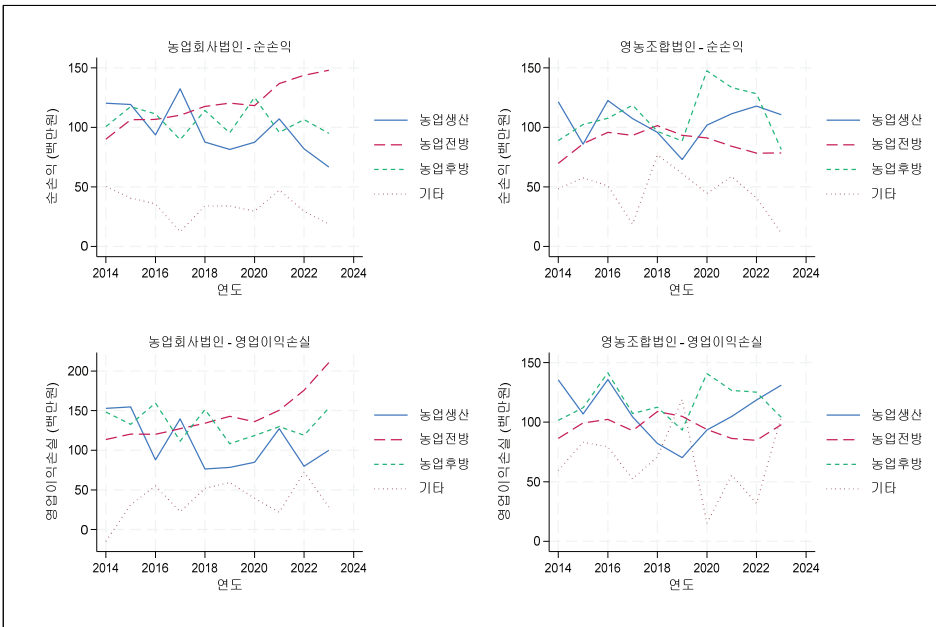 농업회사법인 - 순손익
순손익 (백만원)
150
100
50
0
2014 2016 2018 2020 2022 2024
연도
농업생산
농업전방
농업후방
기타
영농조합법인 - 순손익
순손익 (백만원)
150
100
50
0
2014 2016 2018 2020 2022 2024
연도
농업생산
농업전방
농업후방
기타
농업회사법인 - 영업이익손실
영업이익손실 (백만원)
200
150
100
50
0
2014 2016 2018 2020 2022 2024
연도
농업생산
농업전방
농업후방
기타
영농조합법인 - 영업이익손실
영업이익손실 (백만원)
150
100
50
0
2014 2016 2018 2020 2022 2024
연도
농업생산
농업전방
농업후방
기타